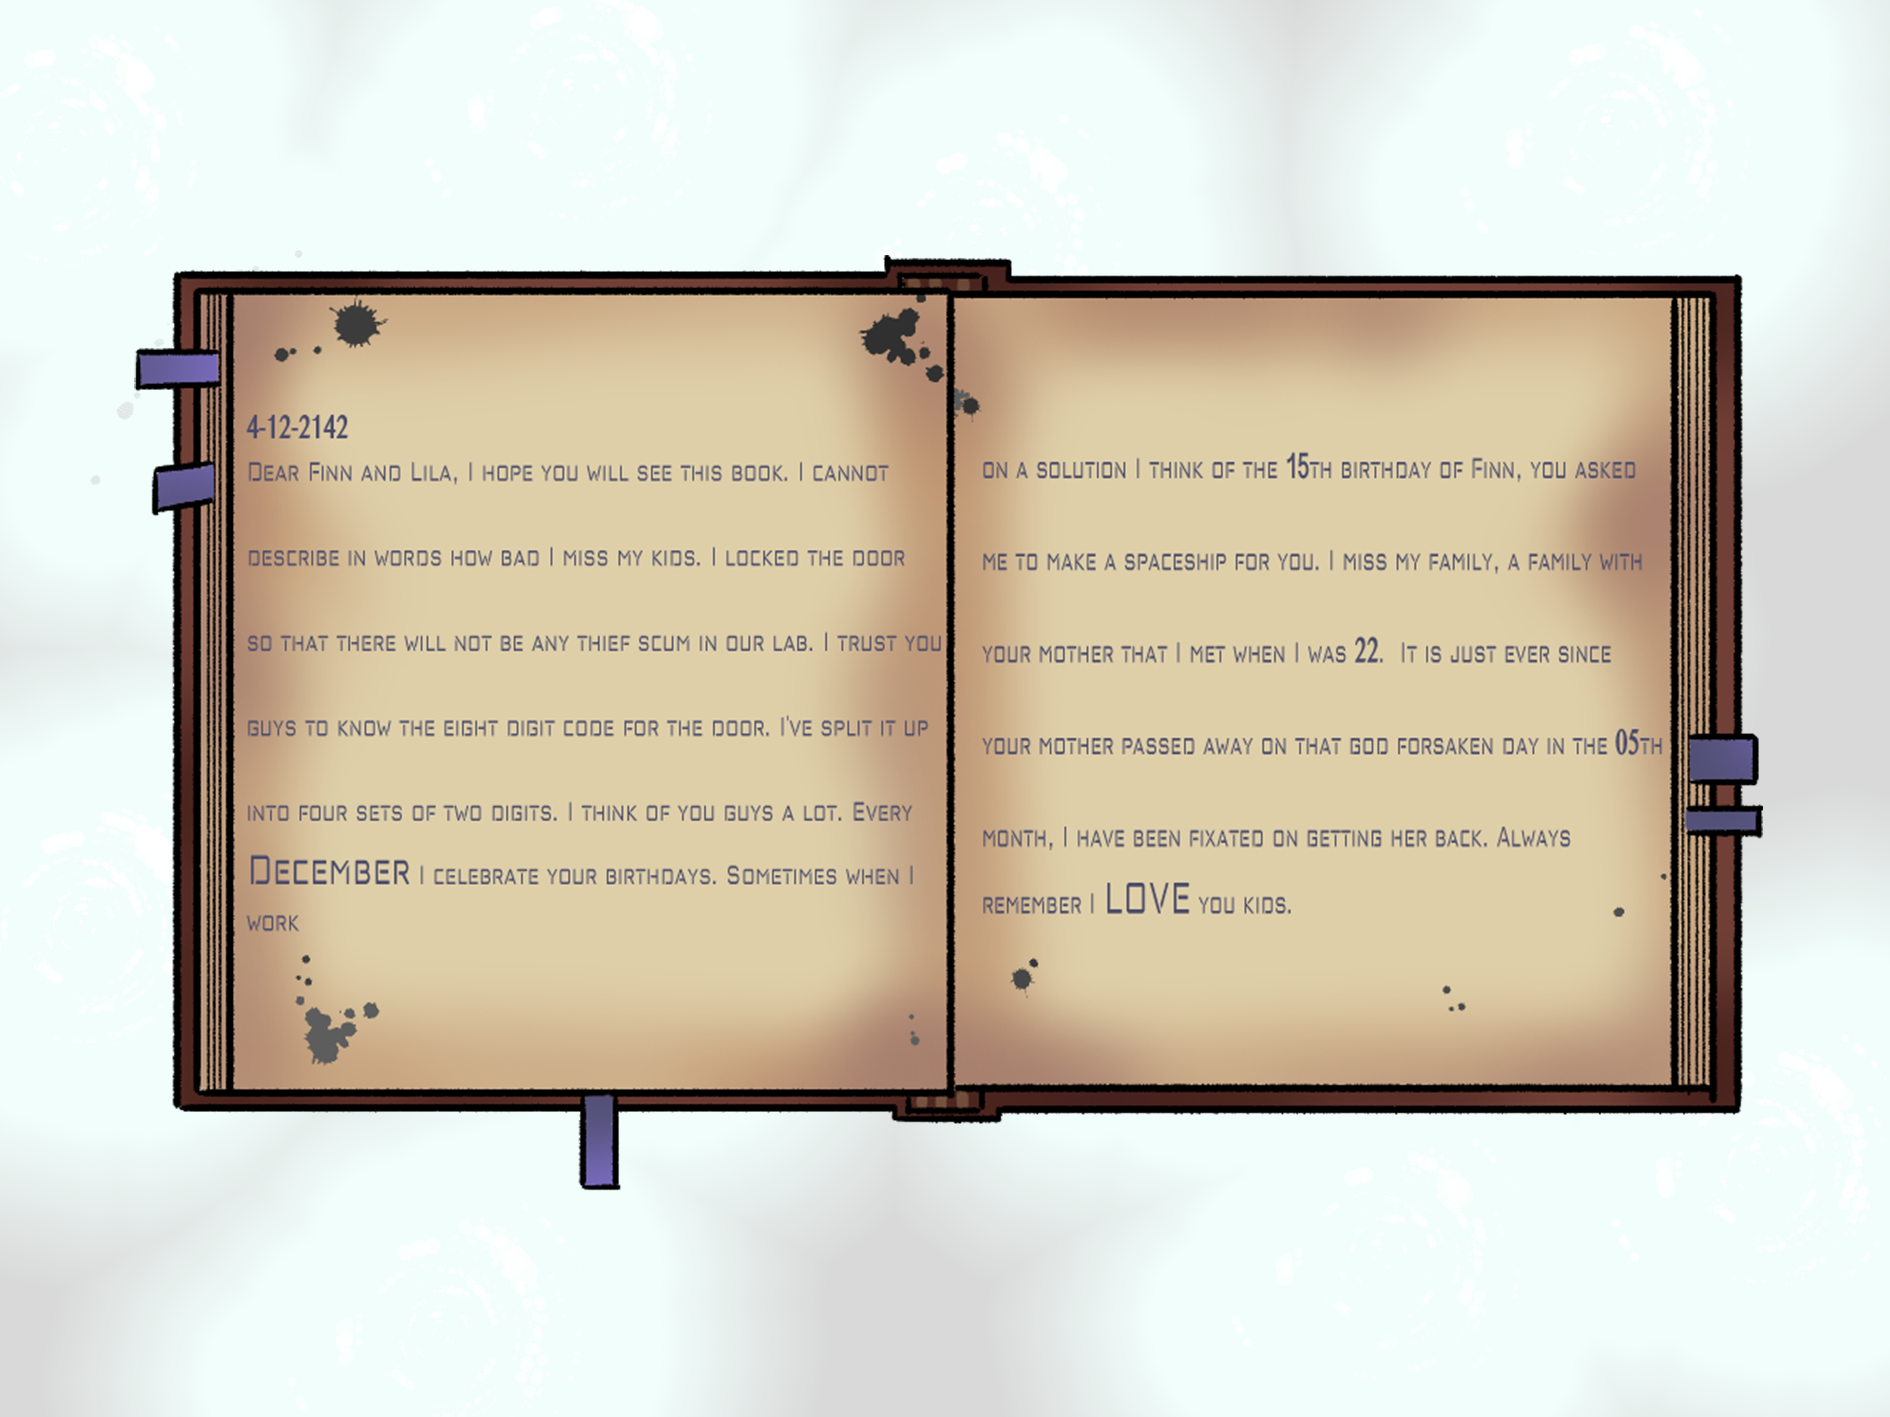 4-12-2142
Dear Finn and Lila, I hope you will see this book. I cannot
describe in words how bad I miss my kids. I locked the door
so that there will not be any thief scum in our lab. I trust you
guys to know the eight digit code for the door. I've split it up
into four sets of two digits. I think of you guys a lot. Every
December I celebrate your birthdays. Sometimes when I
work
on a solution I think of the 15th birthday of Finn, you asked
me to make a spaceship for you. I miss my family, a family with
your mother that I met when I was 22. It is just ever since
your mother passed away on that god forsaken day in the 05th
month, I have been fixated on getting her back. Always
remember I LOVE you kids.